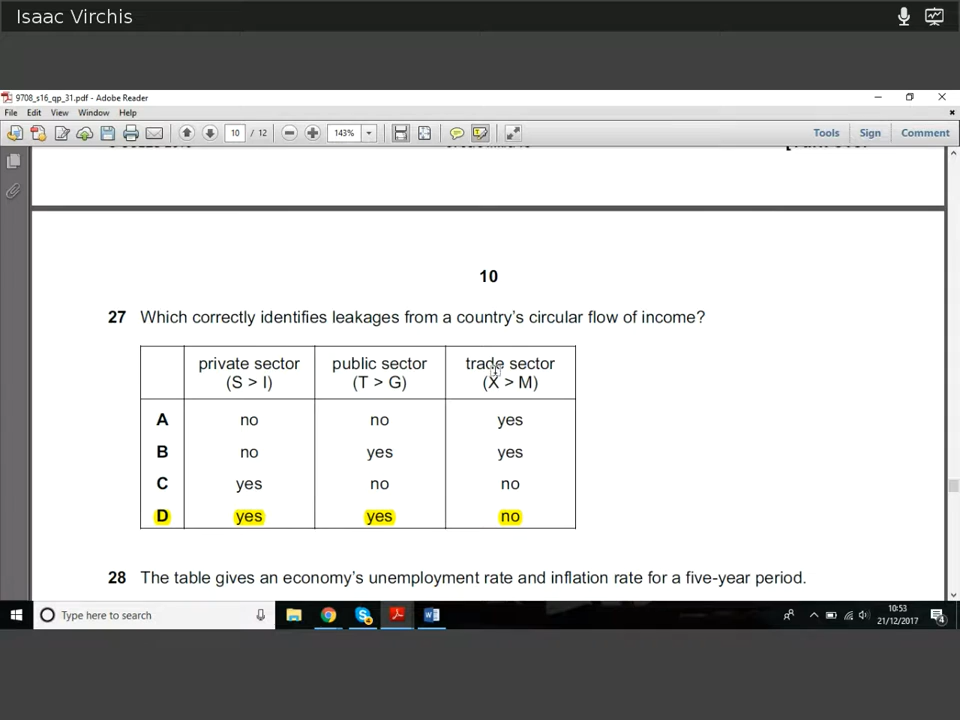 Isaac Virchis
9708_s16_qp_31.pdf - Adobe Reader
File Edit View Window Help
10 / 12 143% Tools Sign Comment
10
27 Which correctly identifies leakages from a country's circular flow of income?
private sector public sector trade sector
(S > I) (T > G) (X > M)
A no no yes
B no yes yes
C yes no no
D yes yes no
28 The table gives an economy's unemployment rate and inflation rate for a five-year period.
Type here to search
10:53
21/12/2017
4